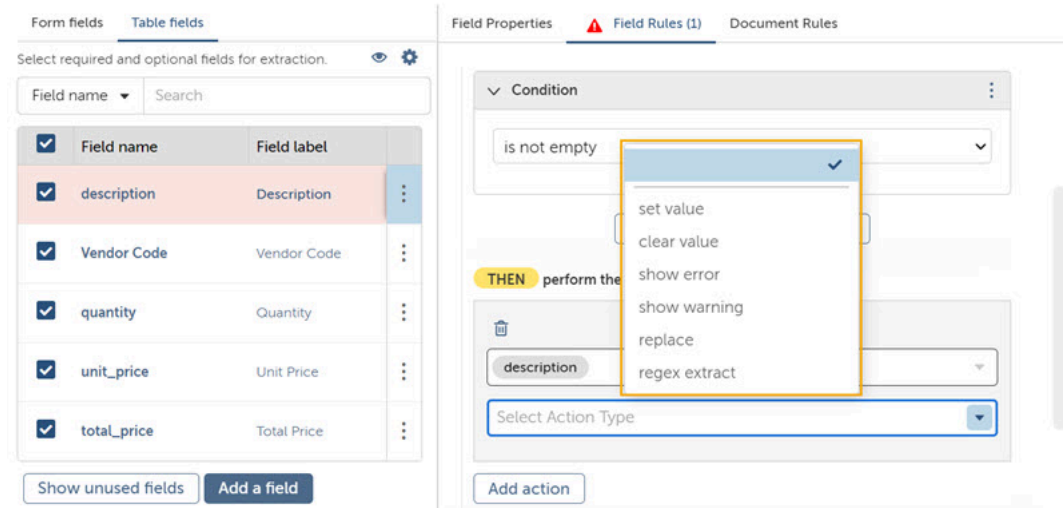 Form fields
Table fields
Select required and optional fields for extraction.
Field name
Search
Field name
Field label
description
Description
Vendor Code
Vendor Code
quantity
Quantity
unit_price
Unit Price
total_price
Total Price
Show unused fields
Add a field
Field Properties
Field Rules (1)
Document Rules
Condition
is not empty
set value
clear value
show error
show warning
replace
regex extract
THEN perform the
description
Select Action Type
Add action